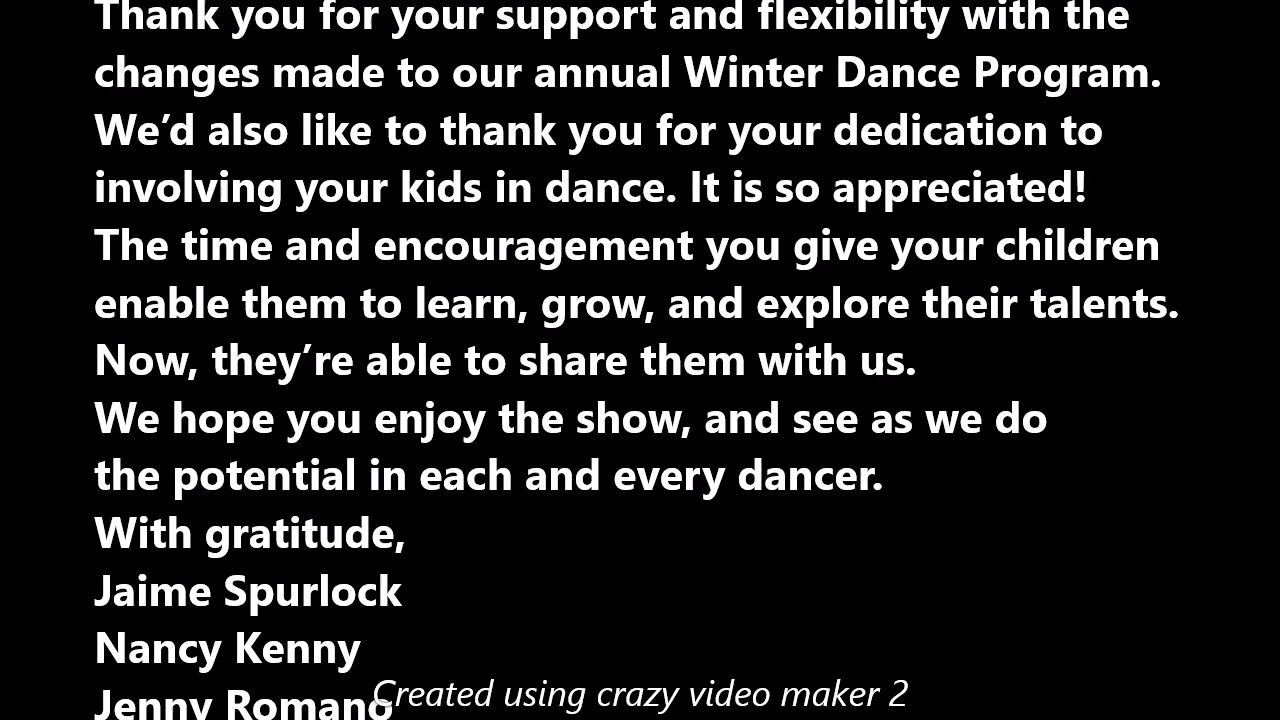 Thank you for your support and flexibility with the
changes made to our annual Winter Dance Program.
We’d also like to thank you for your dedication to
involving your kids in dance. It is so appreciated!
The time and encouragement you give your children
enable them to learn, grow, and explore their talents.
Now, they’re able to share them with us.
We hope you enjoy the show, and see as we do
the potential in each and every dancer.
With gratitude,
Jaime Spurlock
Nancy Kenny
Jenny Romano
Created using crazy video maker 2